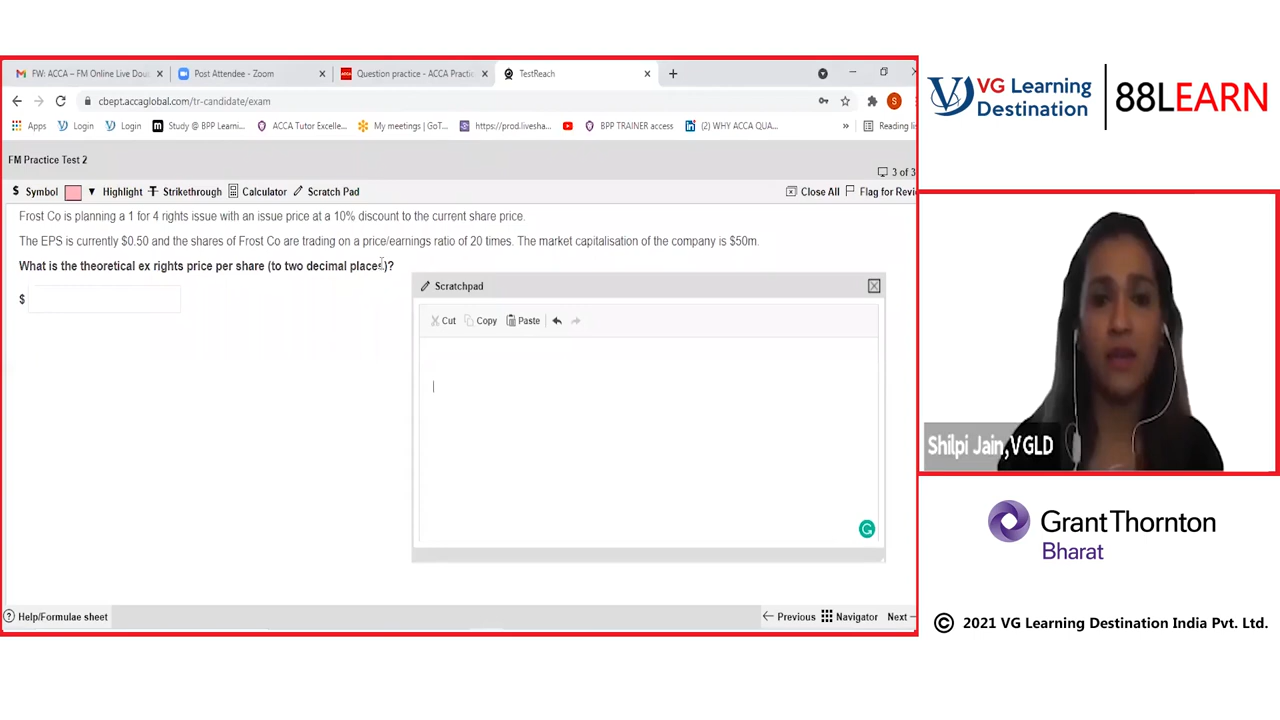 FW: ACCA – FM Online Live Dou
Post Attendee - Zoom
Question practice - ACCA Practic
TestReach
cbept.accaglobal.com/tr-candidate/exam
Apps
Login
Login
Study @ BPP Learni...
ACCA Tutor Excelle...
My meetings | GoT...
https://prod.livesha...
BPP TRAINER access
(2) WHY ACCA QUA...
»
Reading lis
FM Practice Test 2
3 of 3
$ Symbol
Highlight
Strikethrough
Calculator
Scratch Pad
Close All
Flag for Revi
Frost Co is planning a 1 for 4 rights issue with an issue price at a 10% discount to the current share price.
The EPS is currently $0.50 and the shares of Frost Co are trading on a price/earnings ratio of 20 times. The market capitalisation of the company is $50m.
What is the theoretical ex rights price per share (to two decimal places)?
$
Scratchpad
Cut
Copy
Paste
Help/Formulae sheet
Previous
Navigator
Next
VG Learning
Destination
88LEARN
Shilpi Jain,VGLD
Grant Thornton
Bharat
© 2021 VG Learning Destination India Pvt. Ltd.